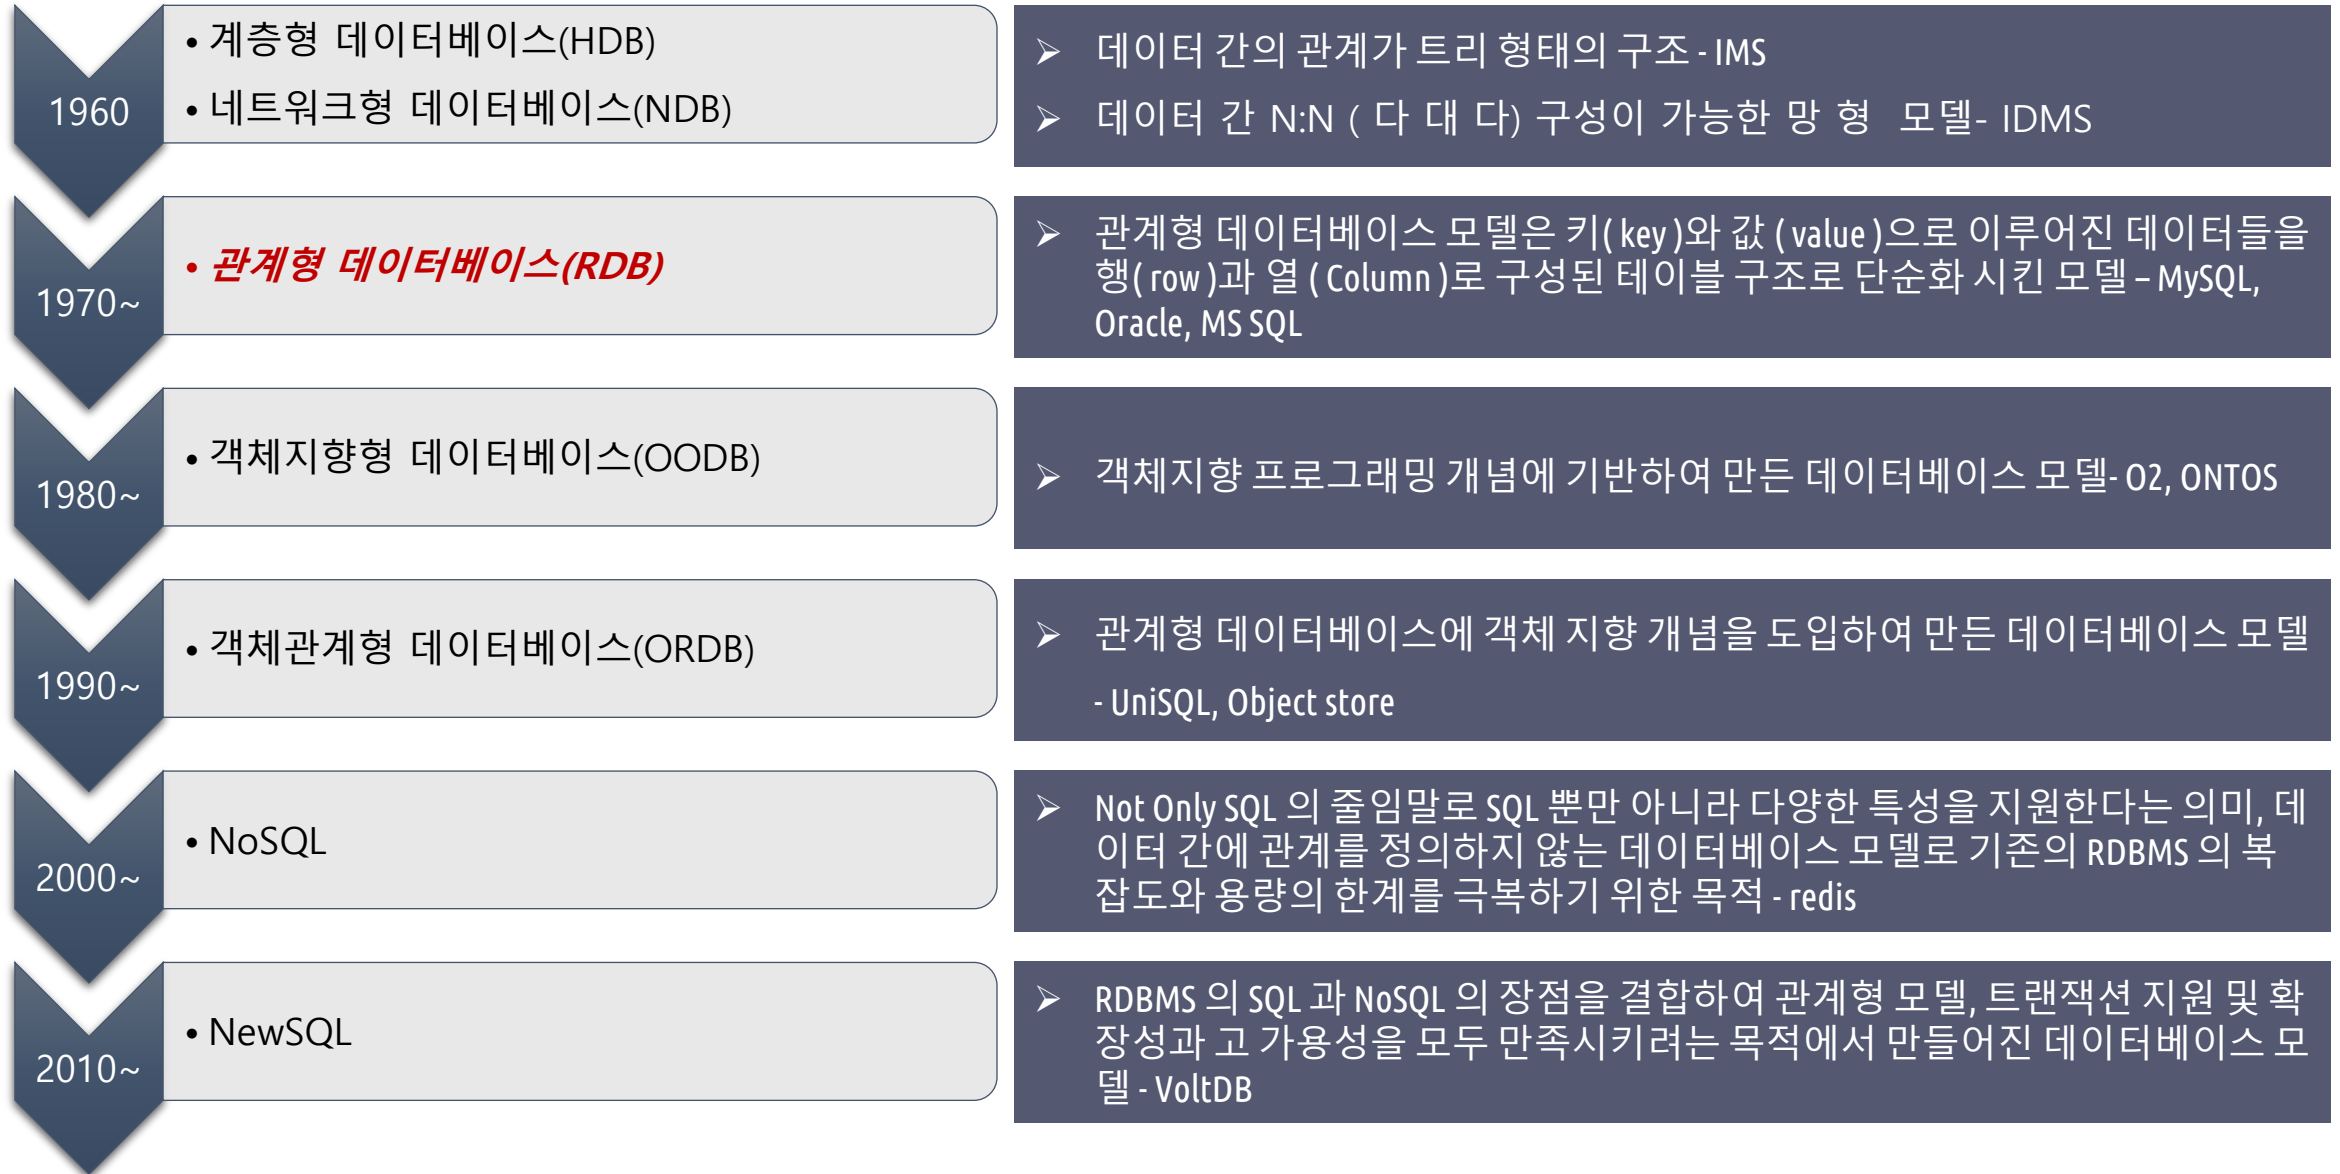 1960
• 계층형 데이터베이스(HDB)
• 네트워크형 데이터베이스(NDB)
➢ 데이터 간의 관계가 트리 형태의 구조 - IMS
➢ 데이터 간 N:N ( 다 대 다) 구성이 가능한 망 형 모델- IDMS
1970~
• 관계형 데이터베이스(RDB)
➢ 관계형 데이터베이스 모델은 키( key )와 값 ( value )으로 이루어진 데이터들을
행( row )과 열 ( Column )로 구성된 테이블 구조로 단순화 시킨 모델 – MySQL,
Oracle, MS SQL
1980~
• 객체지향형 데이터베이스(OODB)
➢ 객체지향 프로그래밍 개념에 기반하여 만든 데이터베이스 모델- O2, ONTOS
1990~
• 객체관계형 데이터베이스(ORDB)
➢ 관계형 데이터베이스에 객체 지향 개념을 도입하여 만든 데이터베이스 모델
- UniSQL, Object store
2000~
• NoSQL
➢ Not Only SQL 의 줄임말로 SQL 뿐만 아니라 다양한 특성을 지원한다는 의미, 데
이터 간에 관계를 정의하지 않는 데이터베이스 모델로 기존의 RDBMS 의 복
잡도와 용량의 한계를 극복하기 위한 목적 - redis
2010~
• NewSQL
➢ RDBMS 의 SQL 과 NoSQL 의 장점을 결합하여 관계형 모델, 트랜잭션 지원 및 확
장성과 고 가용성을 모두 만족시키려는 목적에서 만들어진 데이터베이스 모
델 - VoltDB